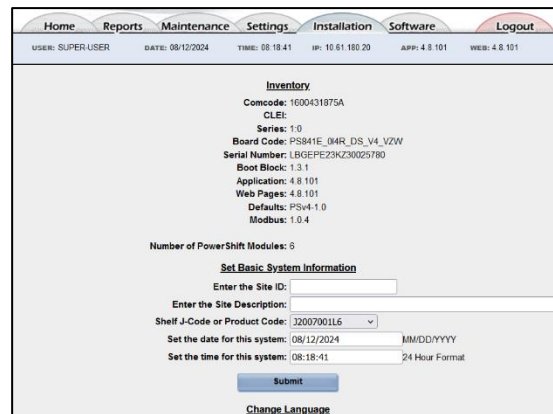 Home Reports Maintenance Settings Installation Software Logout
USER: SUPER-USER DATE: 08/12/2024 TIME: 08:18:41 IP: 10.61.180.20 APP: 4.8.101 WEB: 4.8.101
Inventory
Comcode: 1600431875A
CLEI:
Series: 1:0
Board Code: PS841E_0I4R_DS_V4_VZW
Serial Number: LBGEPE23KZ30025780
Boot Block: 1.3.1
Application: 4.8.101
Web Pages: 4.8.101
Defaults: PSv4-1.0
Modbus: 1.0.4
Number of PowerShift Modules: 6
Set Basic System Information
Enter the Site ID:
Enter the Site Description:
Shelf J-Code or Product Code: J2007001L6
Set the date for this system: 08/12/2024 MM/DD/YYYY
Set the time for this system: 08:18:41 24 Hour Format
Submit
Change Language